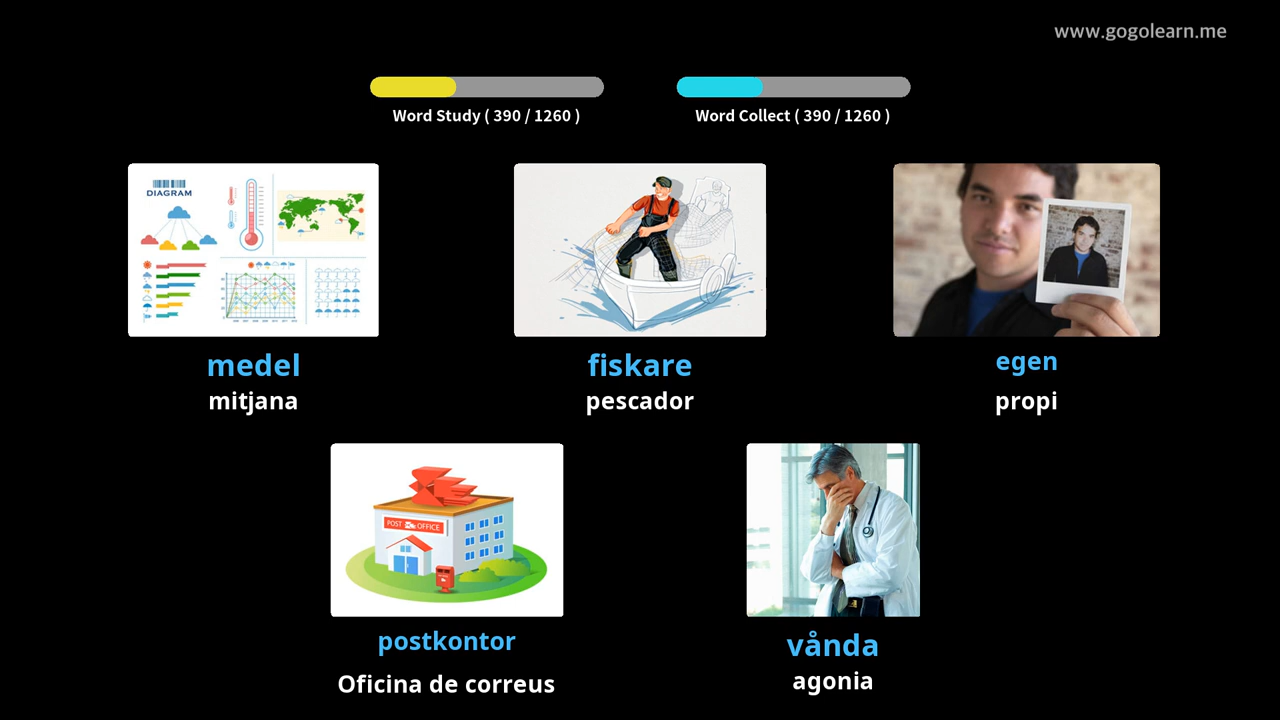 www.gogolearn.me
Word Study ( 390 / 1260 )
Word Collect ( 390 / 1260 )
DIAGRAM
medel
mitjana
fiskare
pescador
egen
propi
POST OFFICE
postkontor
Oficina de correus
vånda
agonia